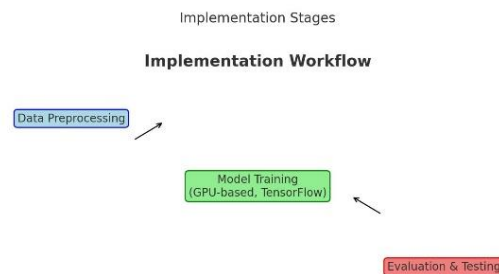 Implementation Stages
Implementation Workflow
Data Preprocessing
Model Training
(GPU-based, TensorFlow)
Evaluation & Testing